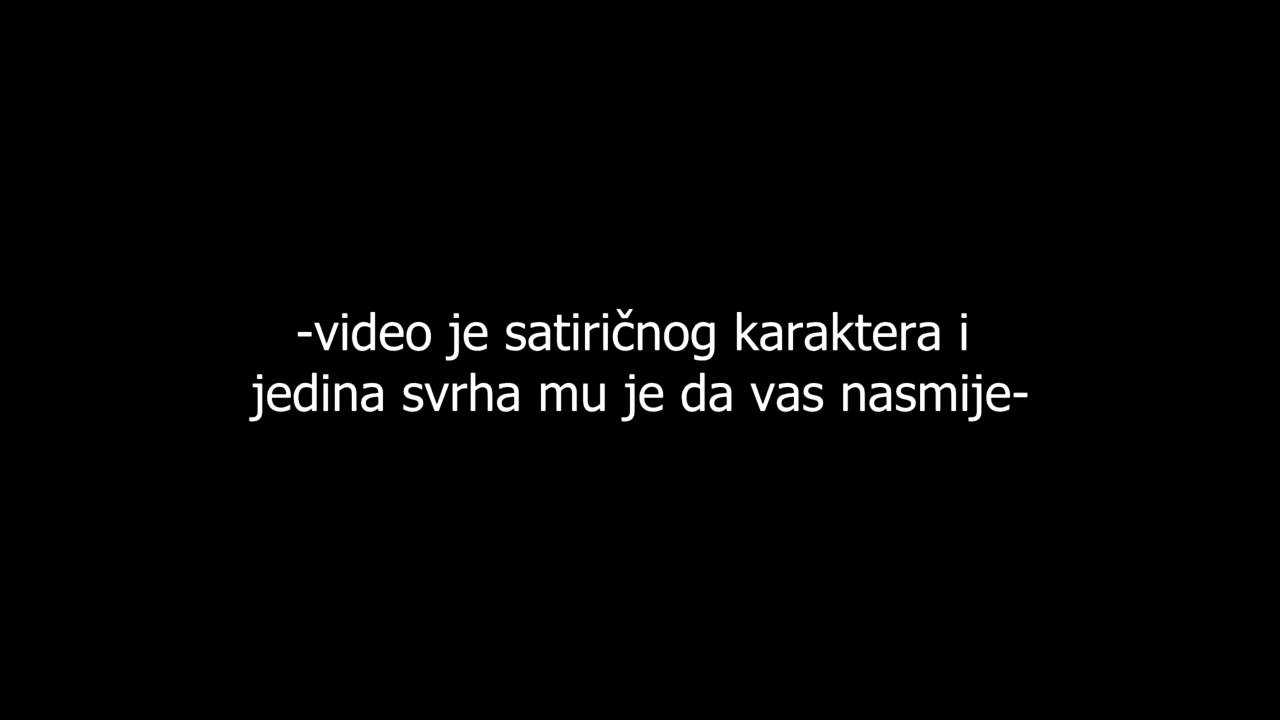 -video je satiričnog karaktera i
jedina svrha mu je da vas nasmije-